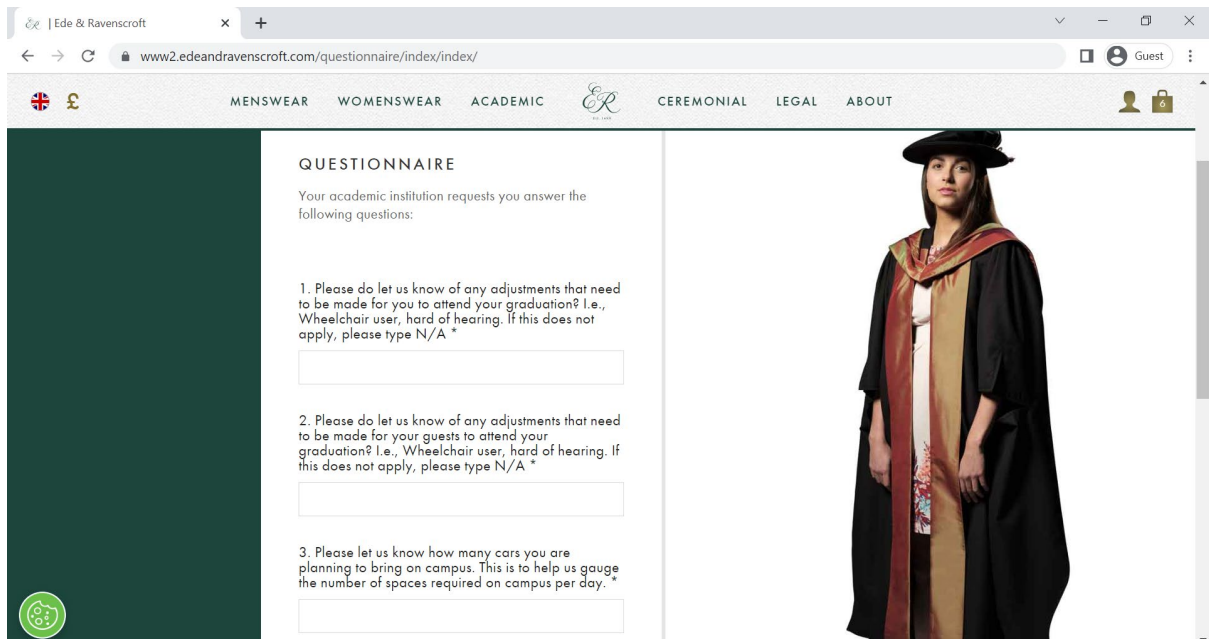 ER | Ede & Ravenscroft
www2.edeandravenscroft.com/questionnaire/index/index/
Guest
£ MENSWEAR WOMENSWEAR ACADEMIC ER CEREMONIAL LEGAL ABOUT 6
QUESTIONNAIRE
Your academic institution requests you answer the
following questions:
1. Please do let us know of any adjustments that need
to be made for you to attend your graduation? I.e.,
Wheelchair user, hard of hearing. If this does not
apply, please type N/A *
2. Please do let us know of any adjustments that need
to be made for your guests to attend your
graduation? I.e., Wheelchair user, hard of hearing. If
this does not apply, please type N/A *
3. Please let us know how many cars you are
planning to bring on campus. This is to help us gauge
the number of spaces required on campus per day. *